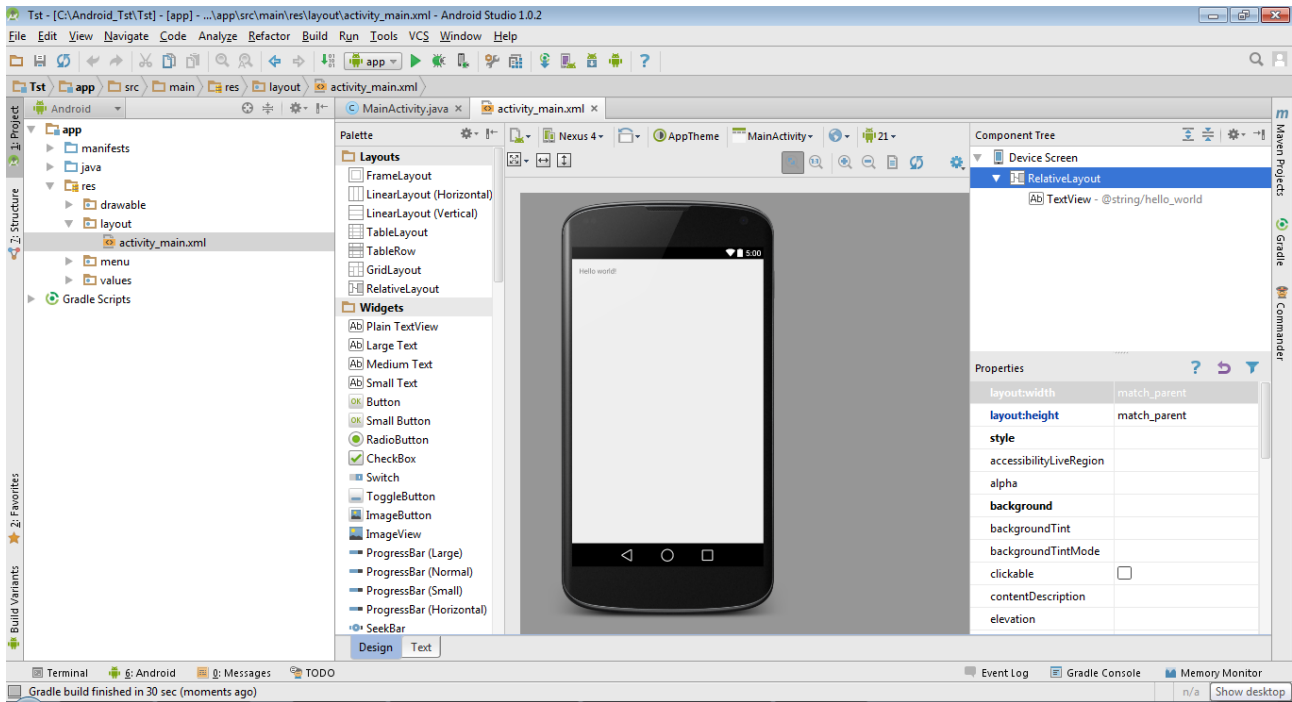 Tst - [C:\Android_Tst\Tst] - [app] - ...\app\src\main\res\layout\activity_main.xml - Android Studio 1.0.2
File Edit View Navigate Code Analyze Refactor Build Run Tools VCS Window Help
app
?
Tst app src main res layout activity_main.xml
1: Project
7: Structure
2: Favorites
Build Variants
Android
app
manifests
java
res
drawable
layout
activity_main.xml
menu
values
Gradle Scripts
MainActivity.java
activity_main.xml
Palette
Layouts
FrameLayout
LinearLayout (Horizontal)
LinearLayout (Vertical)
TableLayout
TableRow
GridLayout
RelativeLayout
Widgets
Ab Plain TextView
Ab Large Text
Ab Medium Text
Ab Small Text
OK Button
OK Small Button
RadioButton
CheckBox
Switch
ToggleButton
ImageButton
ImageView
ProgressBar (Large)
ProgressBar (Normal)
ProgressBar (Small)
ProgressBar (Horizontal)
SeekBar
Design Text
Nexus 4 AppTheme MainActivity 21
5:00
Hello world!
Component Tree
Device Screen
RelativeLayout
Ab TextView - @string/hello_world
Properties
?
layout:width match_parent
layout:height match_parent
style
accessibilityLiveRegion
alpha
background
backgroundTint
backgroundTintMode
clickable
contentDescription
elevation
m
Maven Projects
Gradle
Commander
Terminal 6: Android 0: Messages TODO
Event Log Gradle Console Memory Monitor
Gradle build finished in 30 sec (moments ago)
n/a Show desktop